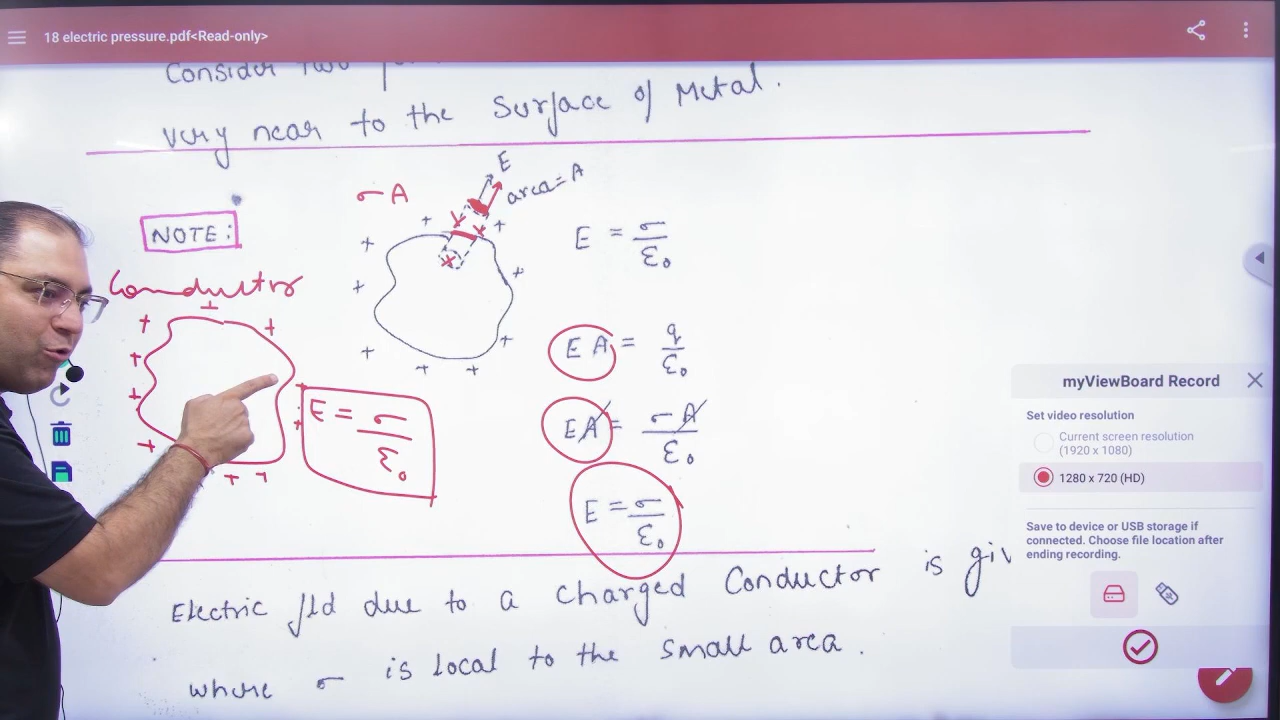 18 electric pressure.pdf<Read-only>
Consider Two
very near to the Surface of Metal.
NOTE:
σA
E
area = A
E = σ/ε₀
Conductor
E = σ/ε₀
E A = q/ε₀
E A = σA/ε₀
E = σ/ε₀
Electric fld due to a charged Conductor is giv
where σ is local to the small area.
myViewBoard Record
Set video resolution
Current screen resolution
(1920 x 1080)
1280 x 720 (HD)
Save to device or USB storage if
connected. Choose file location after
ending recording.